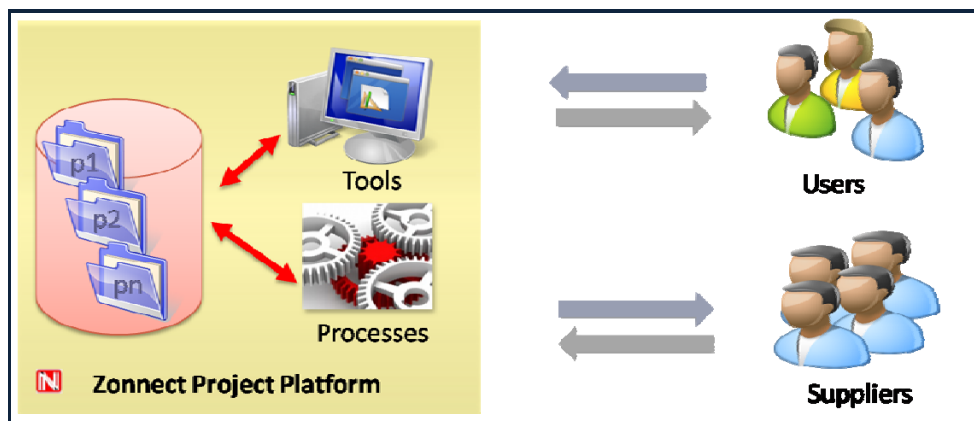 p1
p2
pn
Tools
Processes
N Zonnect Project Platform
Users
Suppliers